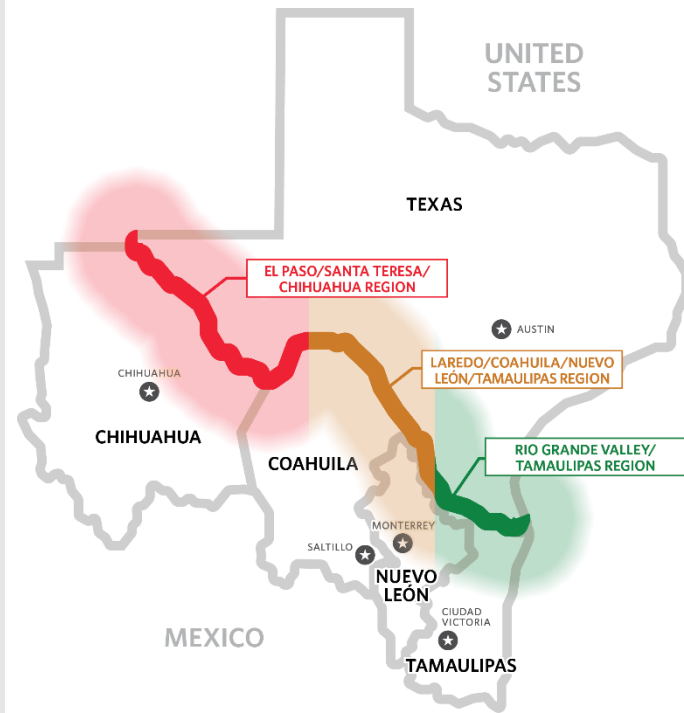 UNITED
STATES
TEXAS
EL PASO/SANTA TERESA/
CHIHUAHUA REGION
AUSTIN
LAREDO/COAHUILA/NUEVO
LEÓN/TAMAULIPAS REGION
CHIHUAHUA
CHIHUAHUA
RIO GRANDE VALLEY/
TAMAULIPAS REGION
COAHUILA
MONTERREY
SALTILLO
NUEVO
LEÓN
CIUDAD
VICTORIA
MEXICO
TAMAULIPAS